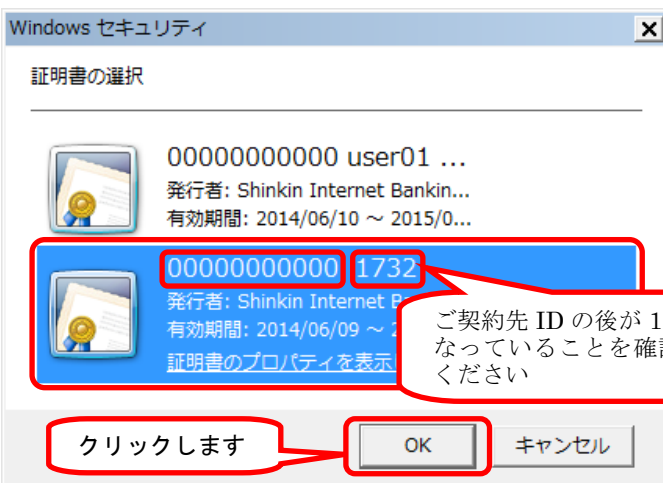 Windows セキュリティ
証明書の選択
00000000000 user01 ...
発行者: Shinkin Internet Bankin...
有効期間: 2014/06/10 ～ 2015/0...
00000000000 1732
発行者: Shinkin Internet
有効期間: 2014/06/09 ～
証明書のプロパティを表示
ご契約先 ID の後が 1
なっていることを確認
ください
クリックします
OK
キャンセル